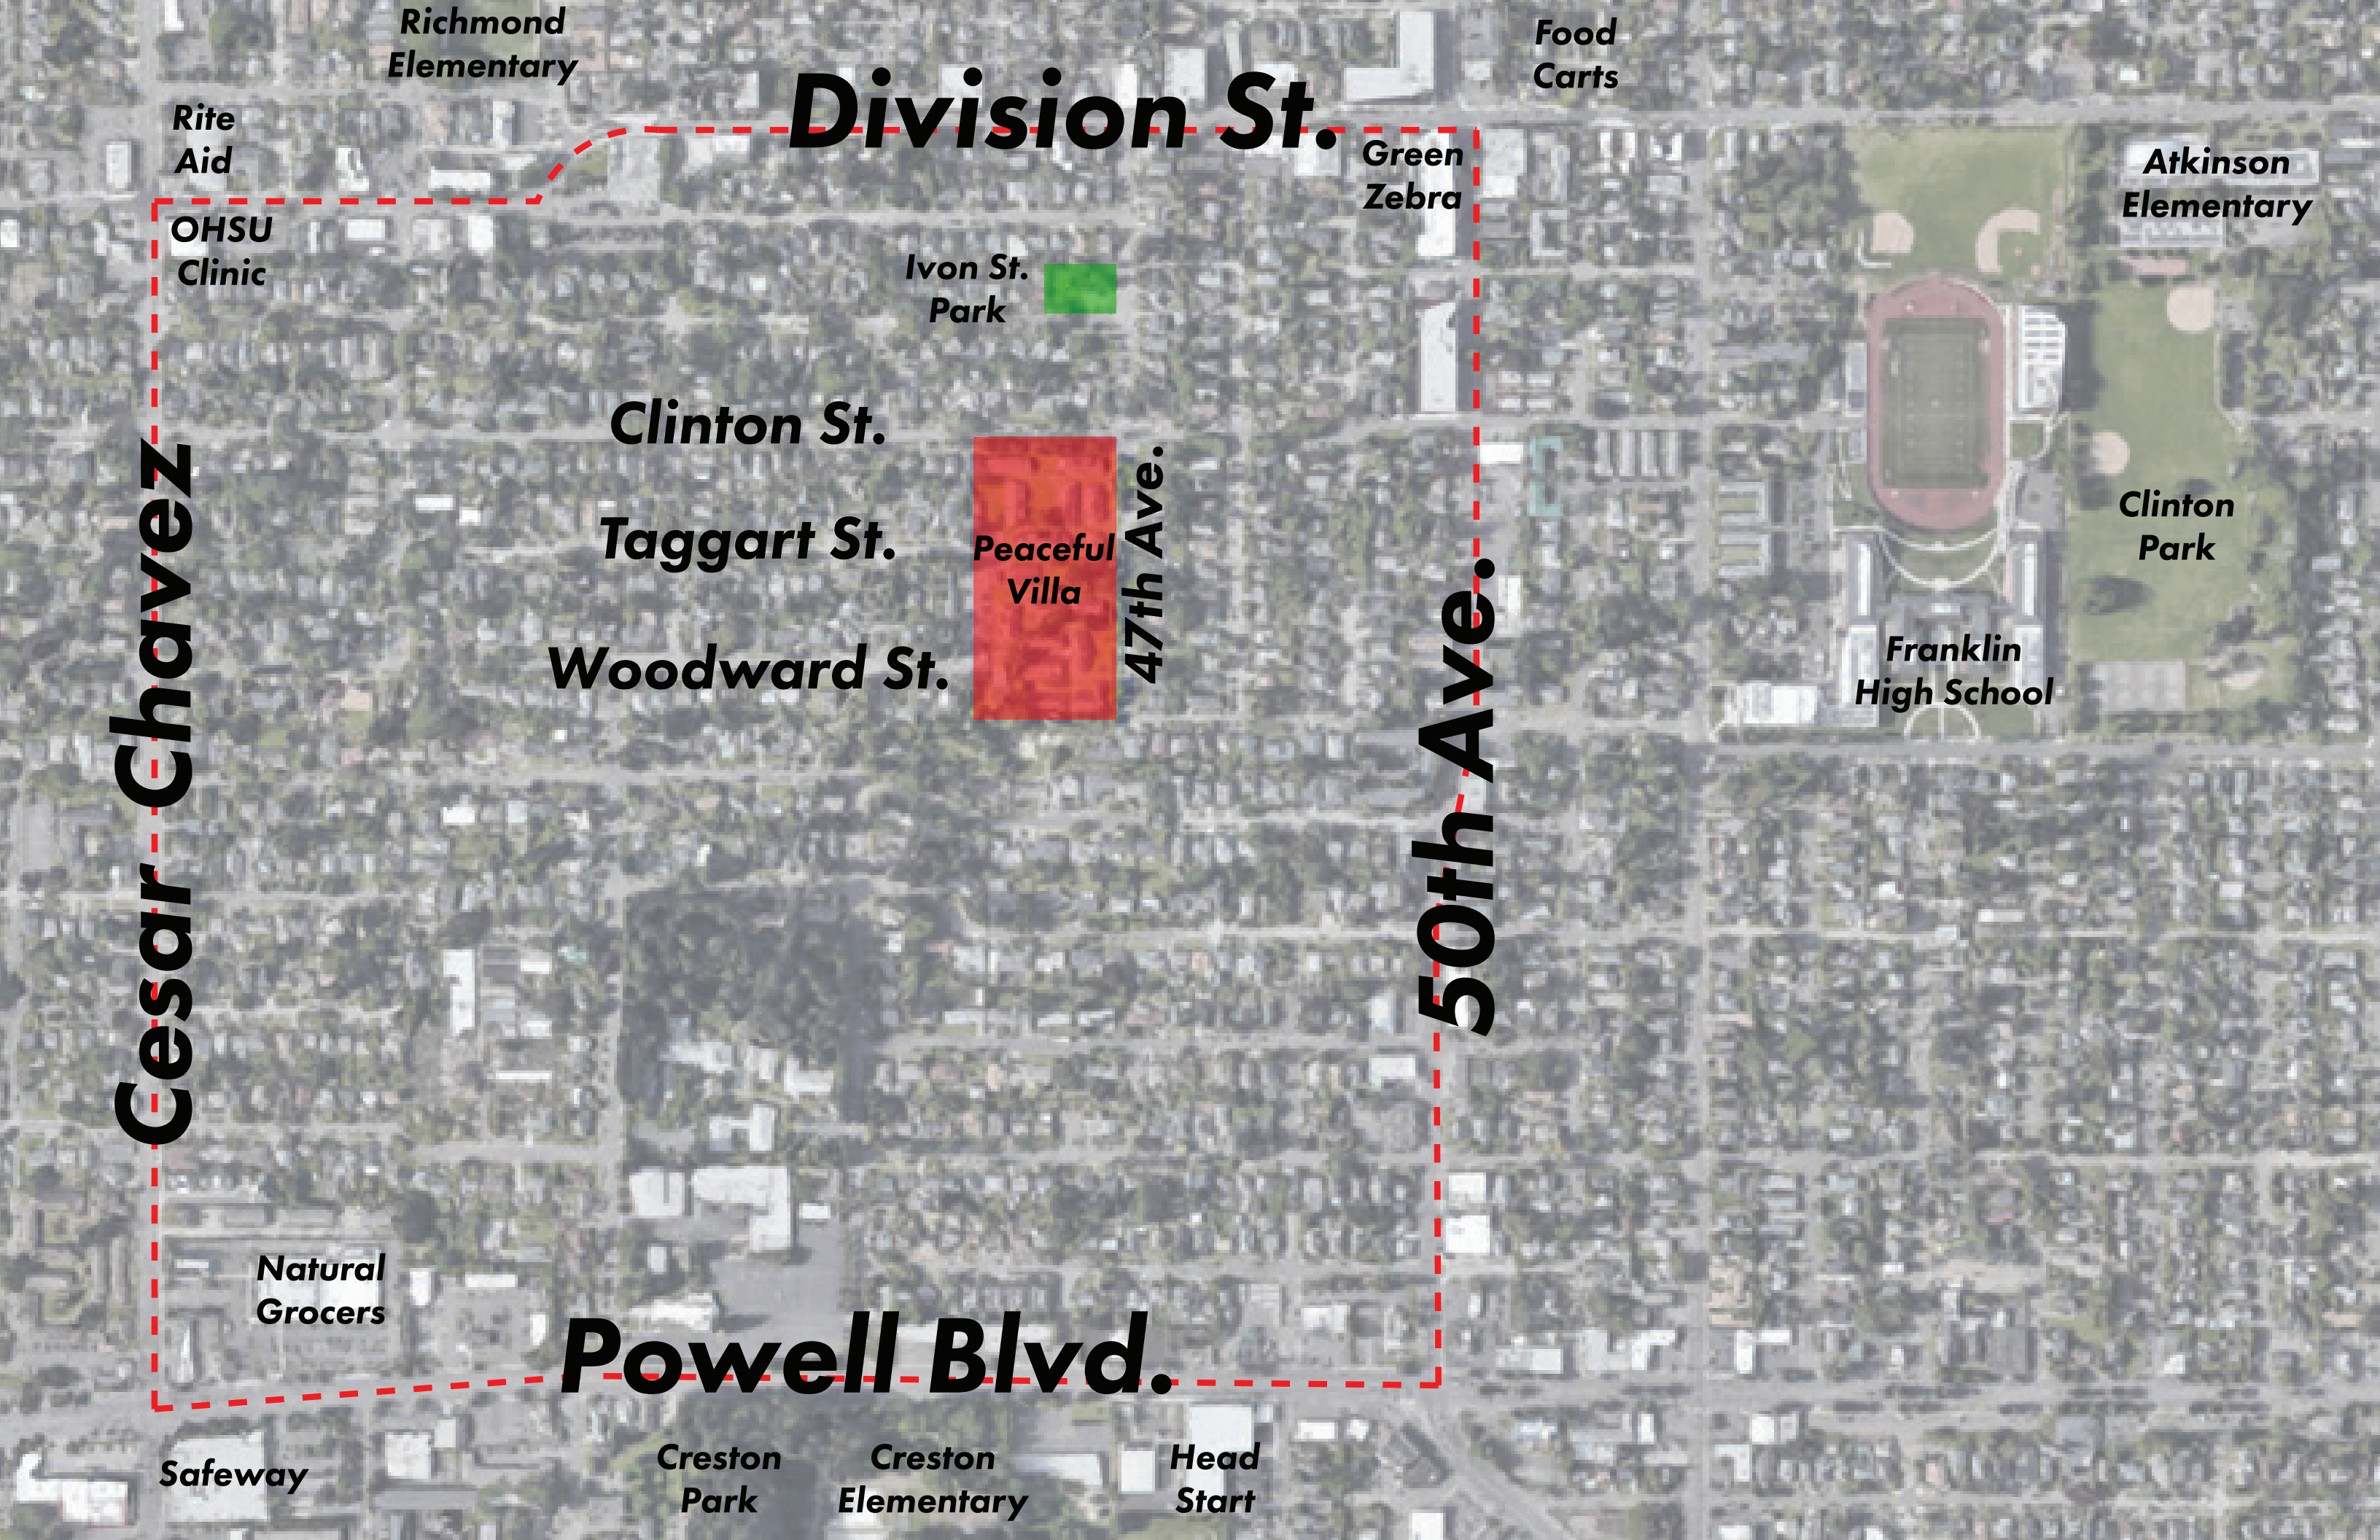 Richmond
Elementary
Food
Carts
Rite
Aid
Division St.
Green
Zebra
Atkinson
Elementary
OHSU
Clinic
Ivon St.
Park
Clinton St.
Taggart St.
Woodward St.
Peaceful
Villa
47th Ave.
Cesar Chavez
50th Ave.
Clinton
Park
Franklin
High School
Natural
Grocers
Powell Blvd.
Safeway
Creston
Park
Creston
Elementary
Head
Start